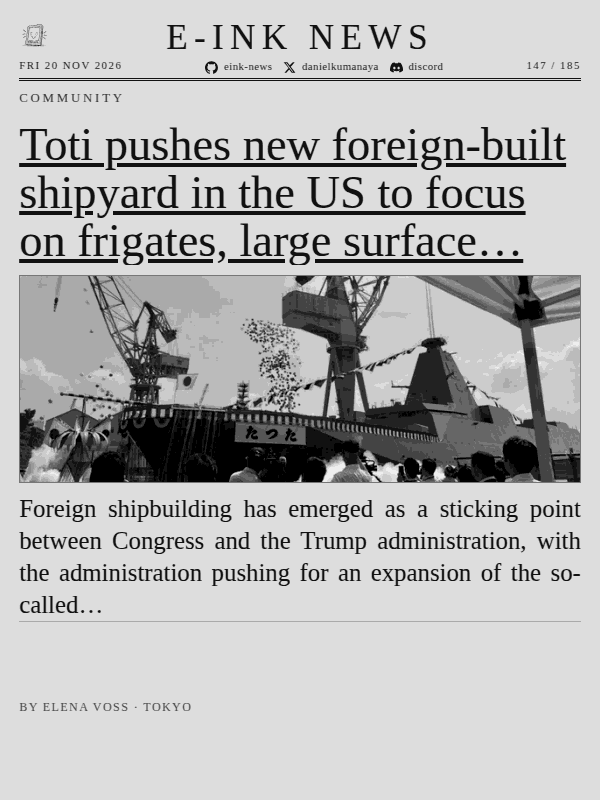 E-INK NEWS
FRI 20 NOV 2026
eink-news danielkumanaya discord
147 / 185
COMMUNITY
Toti pushes new foreign-built
shipyard in the US to focus
on frigates, large surface…
たつた
Foreign shipbuilding has emerged as a sticking point
between Congress and the Trump administration, with
the administration pushing for an expansion of the so-
called…
BY ELENA VOSS · TOKYO